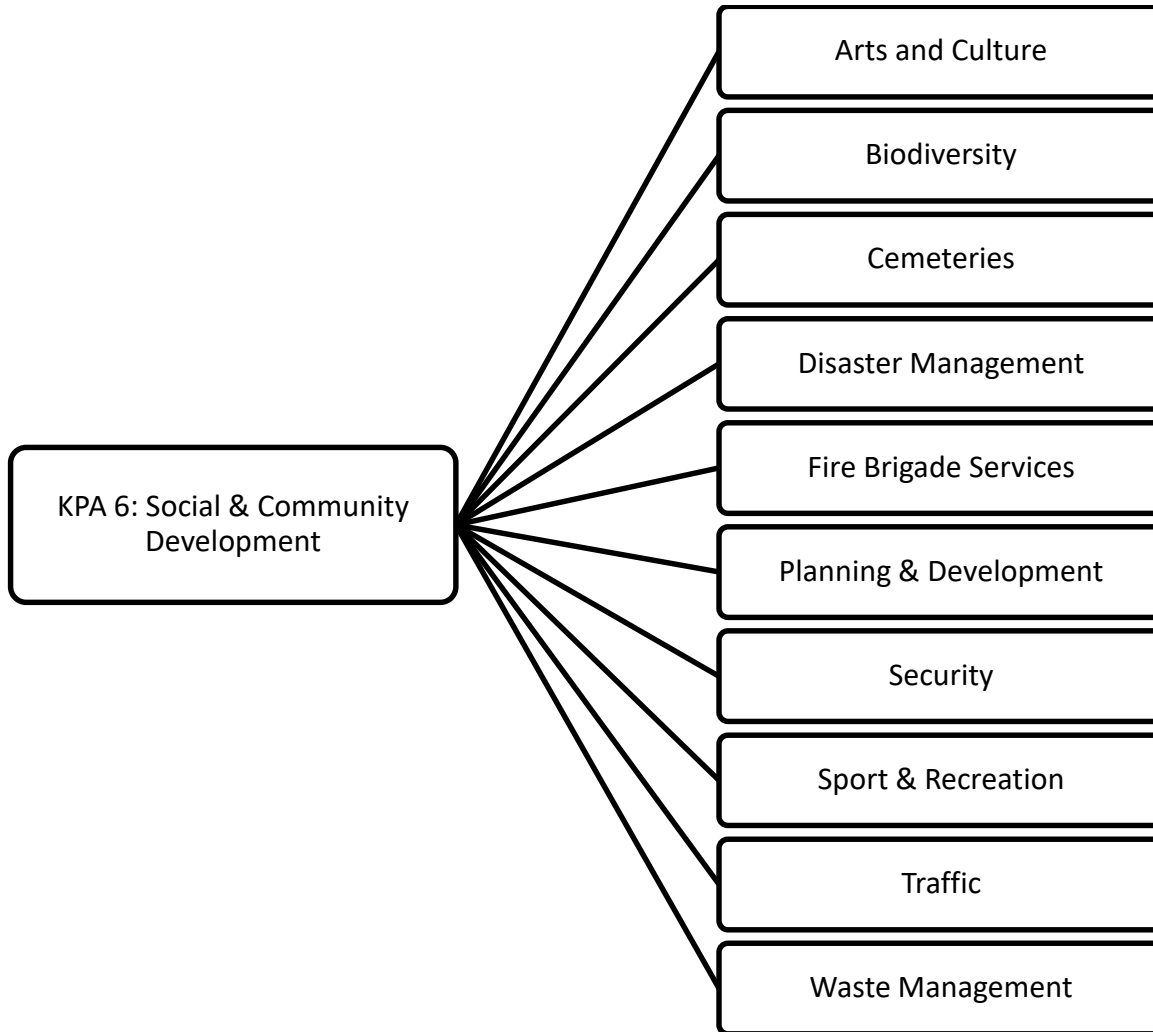 KPA 6: Social & Community
Development
Arts and Culture
Biodiversity
Cemeteries
Disaster Management
Fire Brigade Services
Planning & Development
Security
Sport & Recreation
Traffic
Waste Management